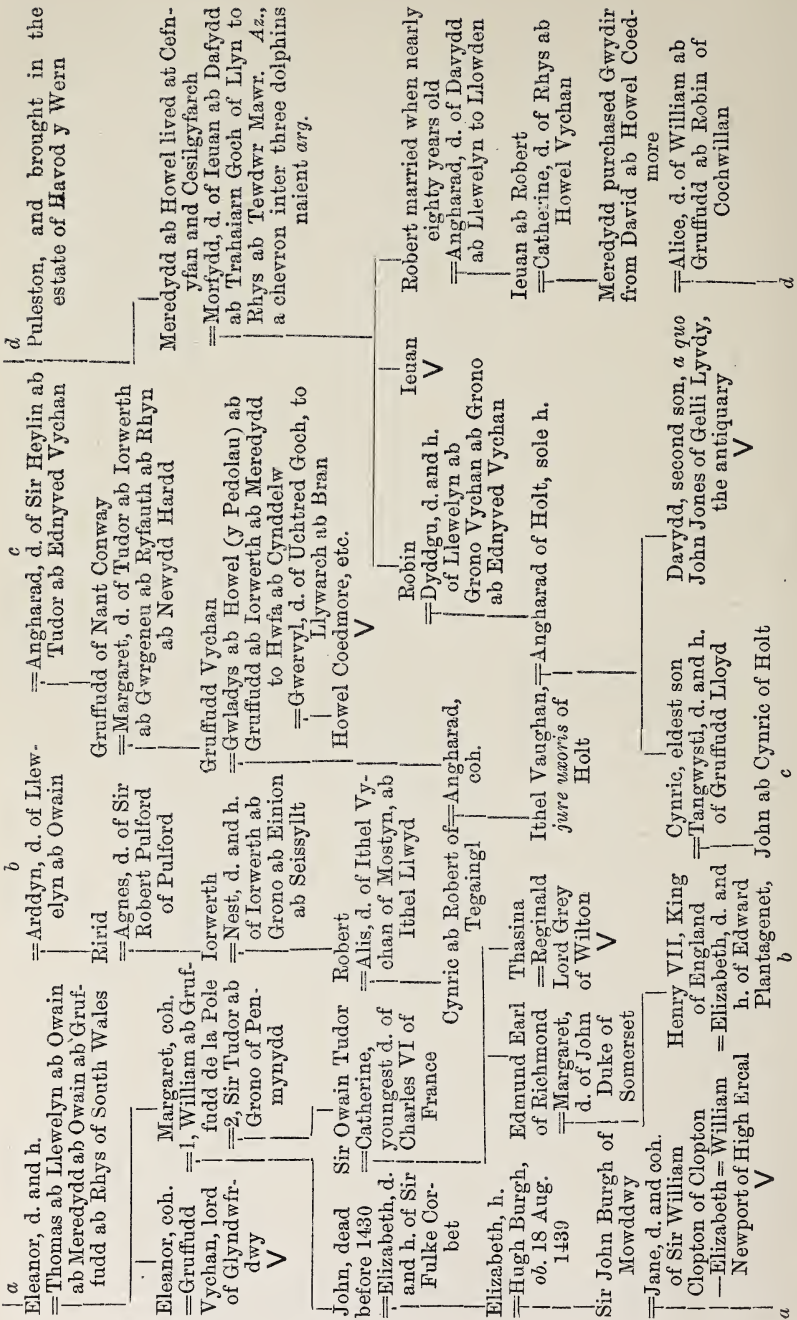 a
Eleanor, d. and h.
=Thomas ab Llewelyn ab Owain
ab Meredydd ab Owain ab Gruf-
fudd ab Rhys of South Wales
Eleanor, coh.
=Gruffudd
Vychan, lord
of Glyndwfr-
dwy
V
Margaret, coh.
=1, William ab Gruf-
fudd de la Pole
=2, Sir Tudor ab
Grono of Pen-
mynydd
John, dead
before 1430
=Elizabeth, d.
and h. of Sir
Fulke Cor-
bet
Sir Owain Tudor
=Catherine,
youngest d. of
Charles VI of
France
Elizabeth, h.
=Hugh Burgh,
ob. 18 Aug.
1439
Edmund Earl
of Richmond
=Margaret,
d. of John
Duke of
Somerset
Thasina
=Reginald
Lord Grey
of Wilton
V
Sir John Burgh of
Mowddwy
=Jane, d. and coh.
of Sir William
Clopton of Clopton
—Elizabeth=William
Newport of High Ercal
V
a
Henry VII, King
of England
=Elizabeth, d. and
h. of Edward
Plantagenet,
b
b
=Arddyn, d. of Llew-
elyn ab Owain
Ririd
=Agnes, d. of Sir
Robert Pulford
of Pulford
Iorwerth
=Nest, d. and h.
of Iorwerth ab
Grono ab Einion
ab Seissyllt
Robert
=Alis, d. of Ithel Vy-
chan of Mostyn, ab
Ithel Llwyd
Cynric ab Robert of=Angharad,
Tegaingl coh.
Ithel Vaughan,=Angharad of Holt, sole h.
jure uxoris of
Holt
Cynric, eldest son
=Tangwystl, d. and h.
of Gruffudd Lloyd
John ab Cynric of Holt
c
Davydd, second son, a quo
John Jones of Gelli Lyvdy,
the antiquary
V
c
=Angharad, d. of Sir Heylin ab
Tudor ab Ednyved Vychan
Gruffudd of Nant Conway
=Margaret, d. of Tudor ab Iorwerth
ab Gwrgeneu ab Ryfauth ab Rhyn
ab Newydd Hardd
Gruffudd Vychan
=Gwladys ab Howel (y Pedolau) ab
Gruffudd ab Iorwerth ab Meredydd
to Hwfa ab Cynddelw
=Gwervyl, d. of Uchtred Goch, to
Llywarch ab Bran
Howel Coedmore, etc.
V
d
Puleston, and brought in the
estate of Havod y Wern
Meredydd ab Howel lived at Cefn-
yfan and Cesilgyfarch
=Morfydd, d. of Ieuan ab Dafydd
ab Trahaiarn Goch of Llyn to
Rhys ab Tewdwr Mawr. Az.,
a chevron inter three dolphins
naient arg.
Robin
=Dyddgu, d. and h.
of Llewelyn ab
Grono Vychan ab Grono
ab Ednyved Vychan
Ieuan
V
Robert married when nearly
eighty years old
=Angharad, d. of Davydd
ab Llewelyn to Llowden
Ieuan ab Robert
=Catherine, d. of Rhys ab
Howel Vychan
Meredydd purchased Gwydir
from David ab Howel Coed-
more
=Alice, d. of William ab
Gruffudd ab Robin of
Cochwillan
d